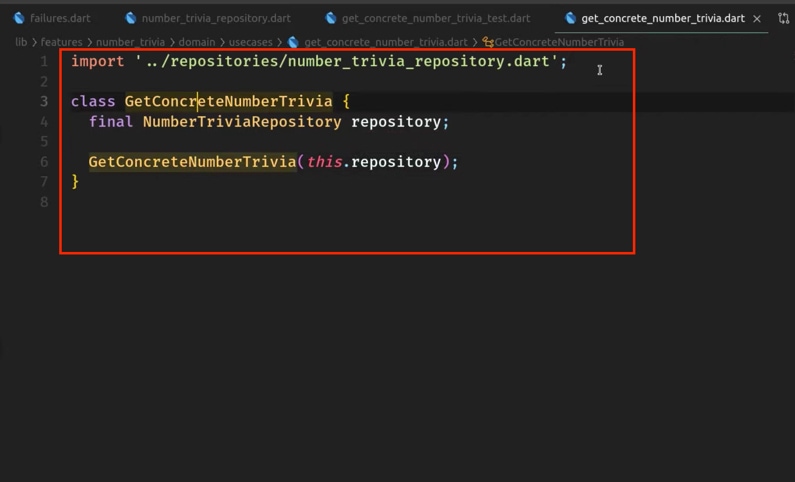 failures.dart number_trivia_repository.dart get_concrete_number_trivia_test.dart get_concrete_number_trivia.dart
lib > features > number_trivia > domain > usecases > get_concrete_number_trivia.dart > GetConcreteNumberTrivia
1 import '../repositories/number_trivia_repository.dart';
2
3 class GetConcreteNumberTrivia {
4 final NumberTriviaRepository repository;
5
6 GetConcreteNumberTrivia(this.repository);
7 }
8